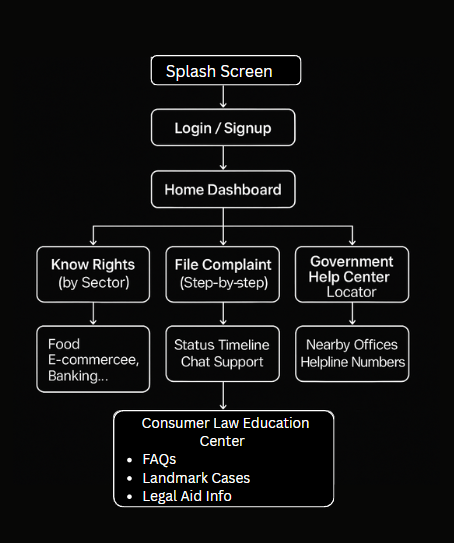 Splash Screen
Login / Signup
Home Dashboard
Know Rights
(by Sector)
File Complaint
(Step-by-step)
Government
Help Center
Locator
Food
E-commercee,
Banking...
Status Timeline
Chat Support
Nearby Offices
Helpline Numbers
Consumer Law Education
Center
• FAQs
• Landmark Cases
• Legal Aid Info